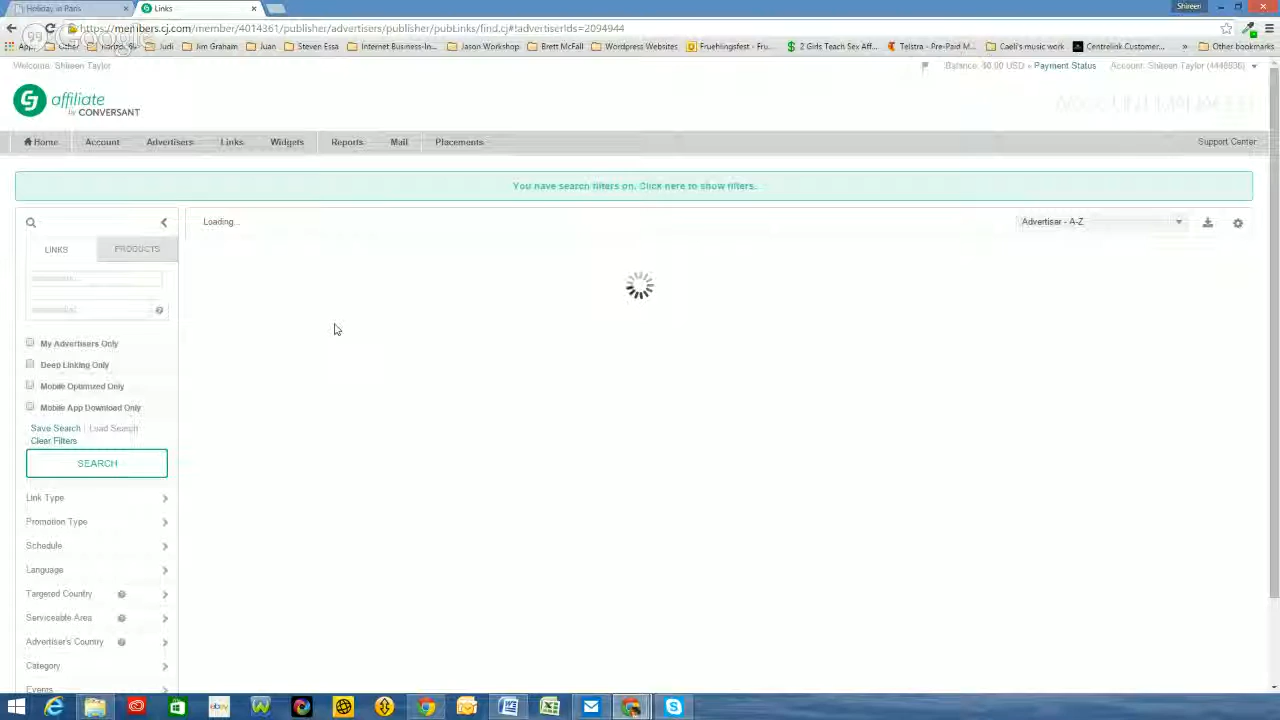 Holiday in Paris
Links
Shireen
https://members.cj.com/member/4014361/publisher/advertisers/publisher/pubLinks/find.cj#!advertiserIds=2094944
Judi
Jim Graham
Juan
Steven Essa
Internet Business-In...
Jason Workshop
Brett McFall
Wordpress Websites
Fruehlingsfest - Fru...
2 Girls Teach Sex Aff...
Telstra - Pre-Paid M...
Caeli's music work
Centrelink Customer...
»
Other bookmarks
Welcome: Shireen Taylor
Balance: $0.00 USD » Payment Status
Account: Shireen Taylor (4448636)
affiliate
by CONVERSANT
Home
Account
Advertisers
Links
Widgets
Reports
Mail
Placements
Support Center
You have search filters on. Click here to show filters.
Loading...
Advertiser - A-Z
LINKS
PRODUCTS
My Advertisers Only
Deep Linking Only
Mobile Optimized Only
Mobile App Download Only
Save Search | Load Search
Clear Filters
SEARCH
Link Type
Promotion Type
Schedule
Language
Targeted Country
Serviceable Area
Advertiser's Country
Category
Events
ebay